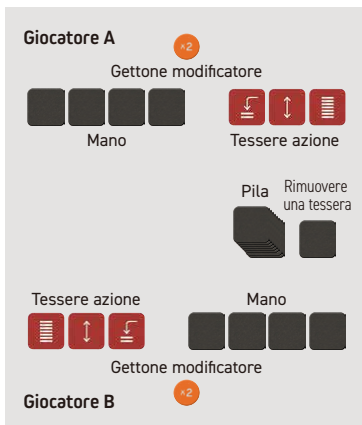 Giocatore A
×2
Gettone modificatore
Mano
Tessere azione
Pila
Rimuovere
una tessera
Tessere azione
Mano
Gettone modificatore
×2
Giocatore B